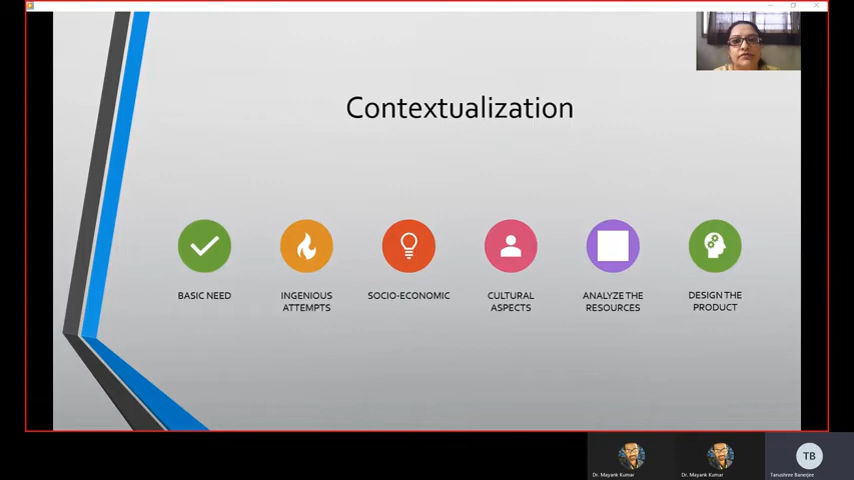 Contextualization
BASIC NEED
INGENIOUS
ATTEMPTS
SOCIO-ECONOMIC
CULTURAL
ASPECTS
ANALYZE THE
RESOURCES
DESIGN THE
PRODUCT
TB
Dr. Mayank Kumar
Dr. Mayank Kumar
Tanushree Banerjee